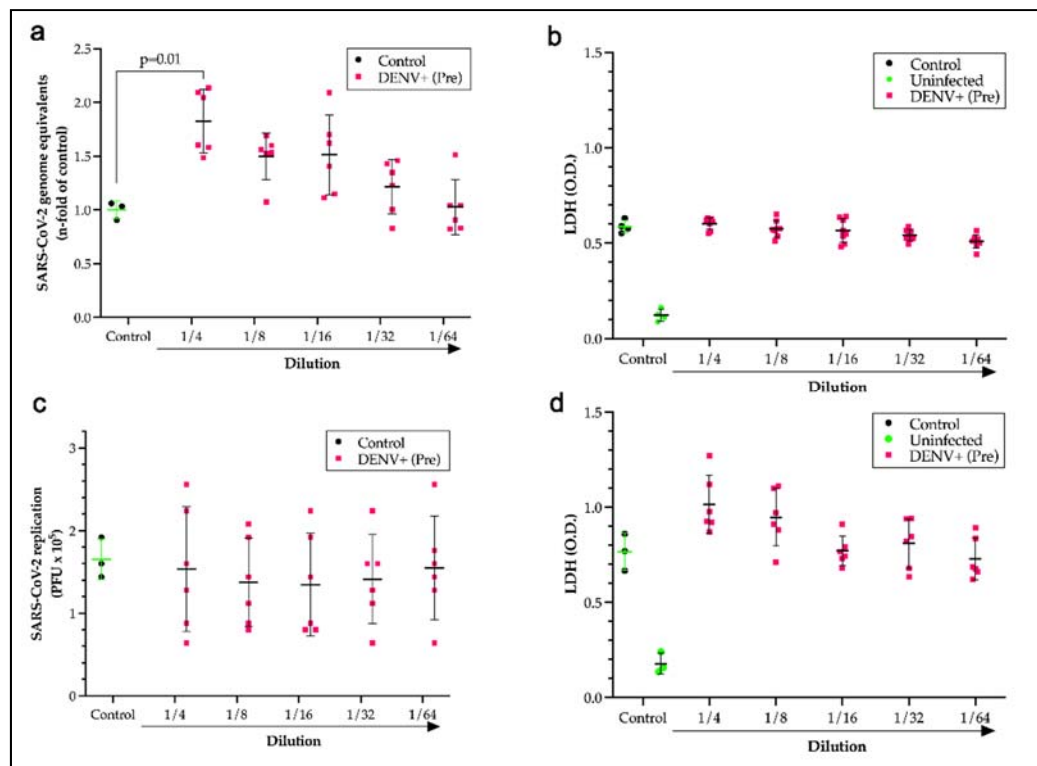 a
p=0.01
Control
DENV+ (Pre)
SARS-CoV-2 genome equivalents
(n-fold of control)
2.5
2.0
1.5
1.0
0.5
0.0
Control 1/4 1/8 1/16 1/32 1/64
Dilution
b
Control
Uninfected
DENV+ (Pre)
LDH (O.D.)
1.5
1.0
0.5
0.0
Control 1/4 1/8 1/16 1/32 1/64
Dilution
c
Control
DENV+ (Pre)
SARS-CoV-2 replication
(PFU x 10⁵)
3
2
1
0
Control 1/4 1/8 1/16 1/32 1/64
Dilution
d
Control
Uninfected
DENV+ (Pre)
LDH (O.D.)
1.5
1.0
0.5
0.0
Control 1/4 1/8 1/16 1/32 1/64
Dilution